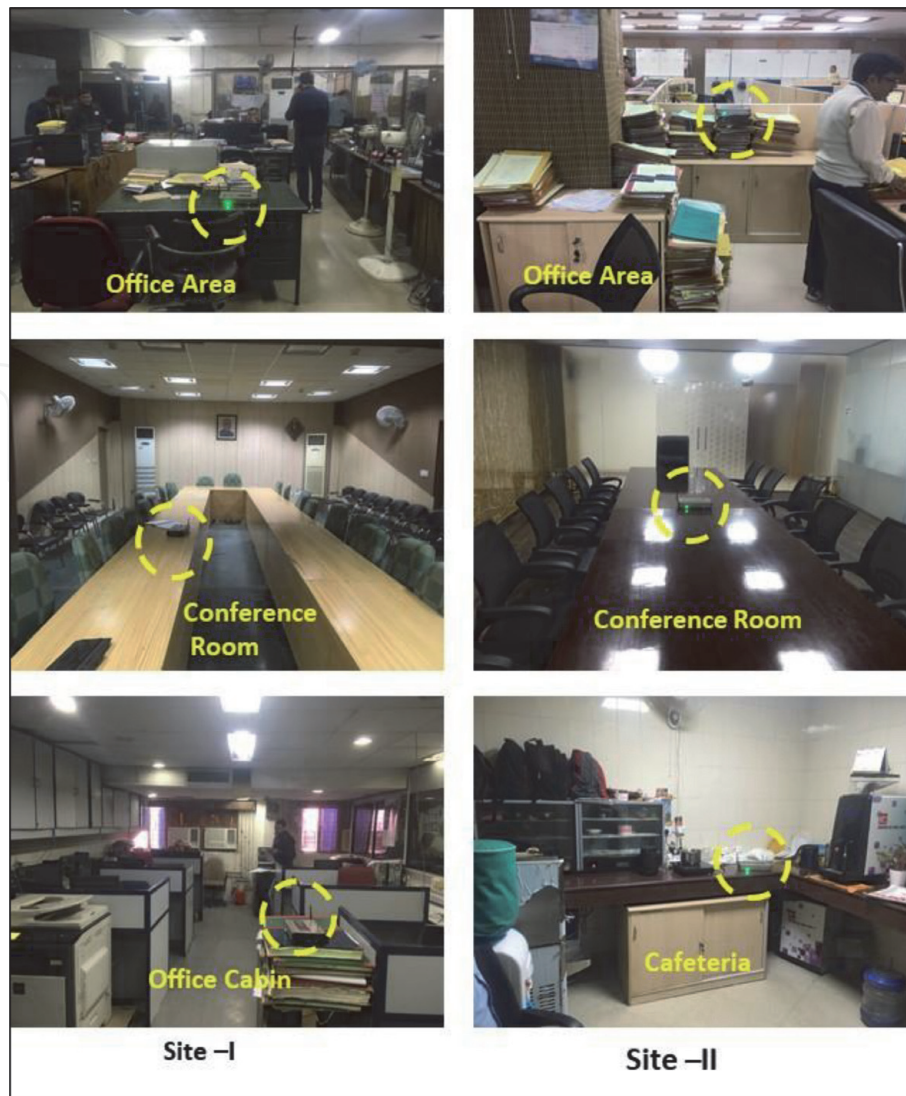 Office Area
Office Area
Conference
Room
Conference Room
Office Cabin
Cafeteria
Site –I
Site –II